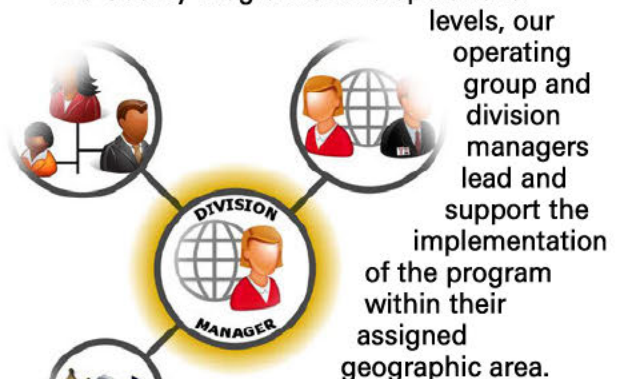 levels, our
operating
group and
division
managers
lead and
support the
implementation
of the program
within their
assigned
geographic area.
DIVISION
MANAGER